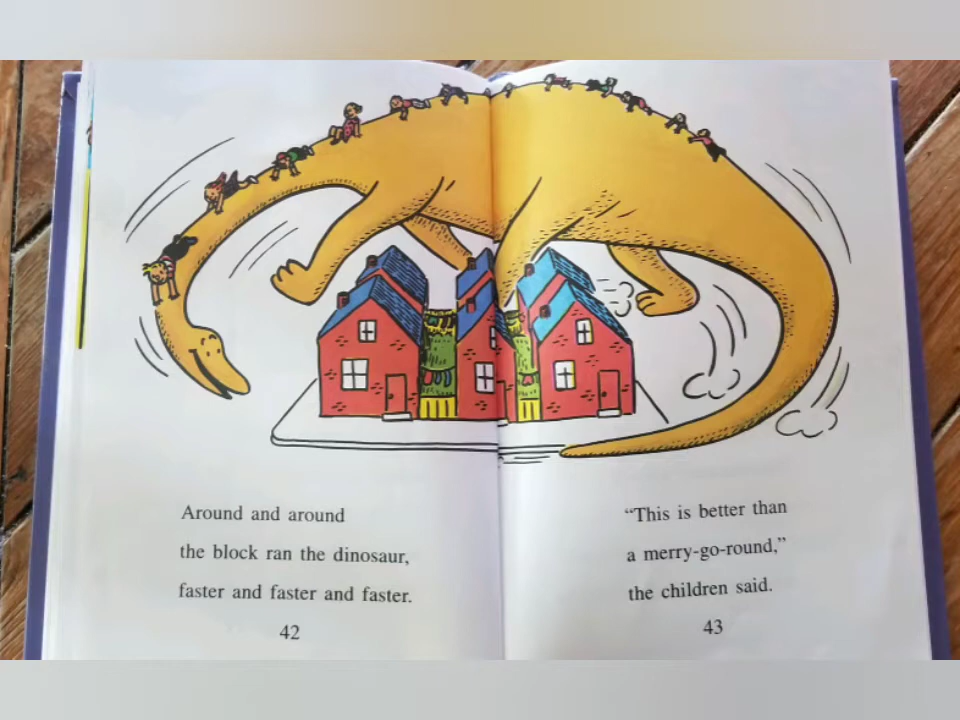 Around and around
the block ran the dinosaur,
faster and faster and faster.
42
“This is better than
a merry-go-round,”
the children said.
43